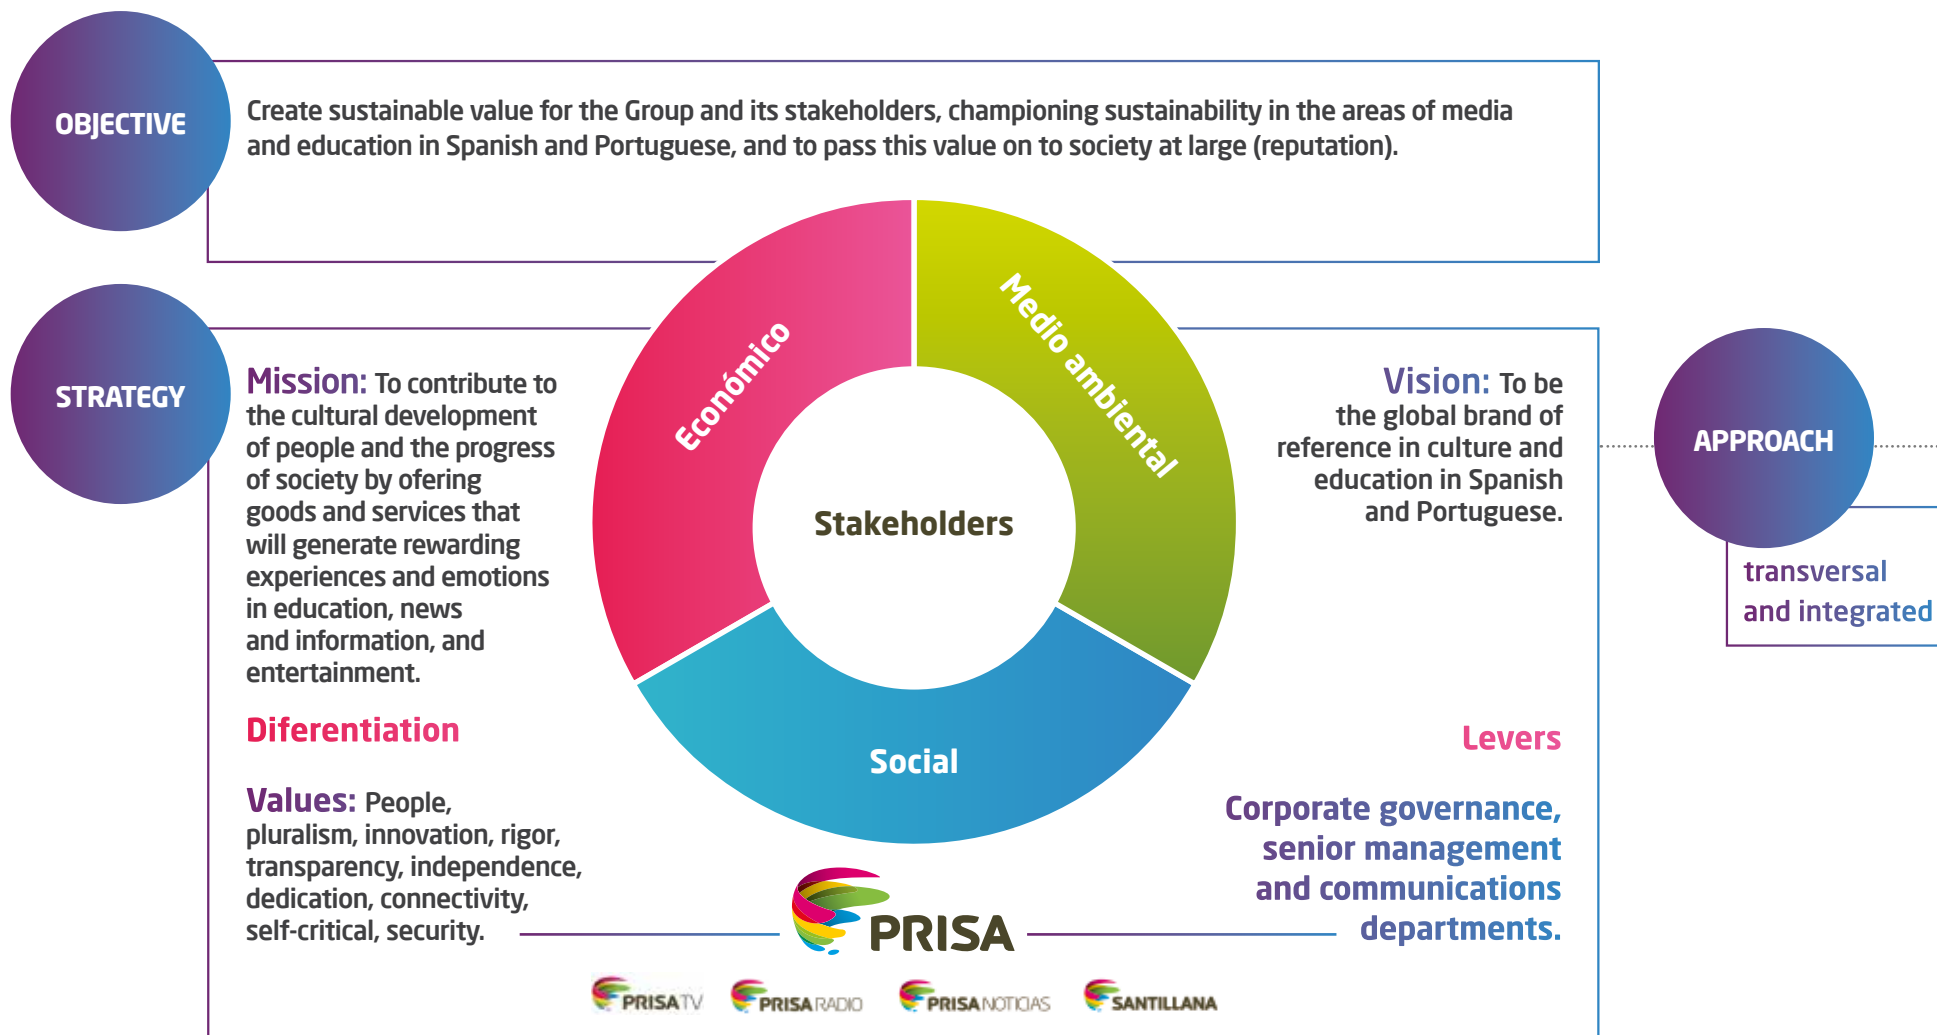 OBJECTIVE
Create sustainable value for the Group and its stakeholders, championing sustainability in the areas of media
and education in Spanish and Portuguese, and to pass this value on to society at large (reputation).
STRATEGY
Mission: To contribute to
the cultural development
of people and the progress
of society by ofering
goods and services that
will generate rewarding
experiences and emotions
in education, news
and information, and
entertainment.
Diferentiation
Values: People,
pluralism, innovation, rigor,
transparency, independence,
dedication, connectivity,
self-critical, security.
Económico
Medio ambiental
Stakeholders
Social
Vision: To be
the global brand of
reference in culture and
education in Spanish
and Portuguese.
Levers
Corporate governance,
senior management
and communications
departments.
PRISA
PRISA TV
PRISA RADIO
PRISA NOTICIAS
SANTILLANA
APPROACH
transversal
and integrated